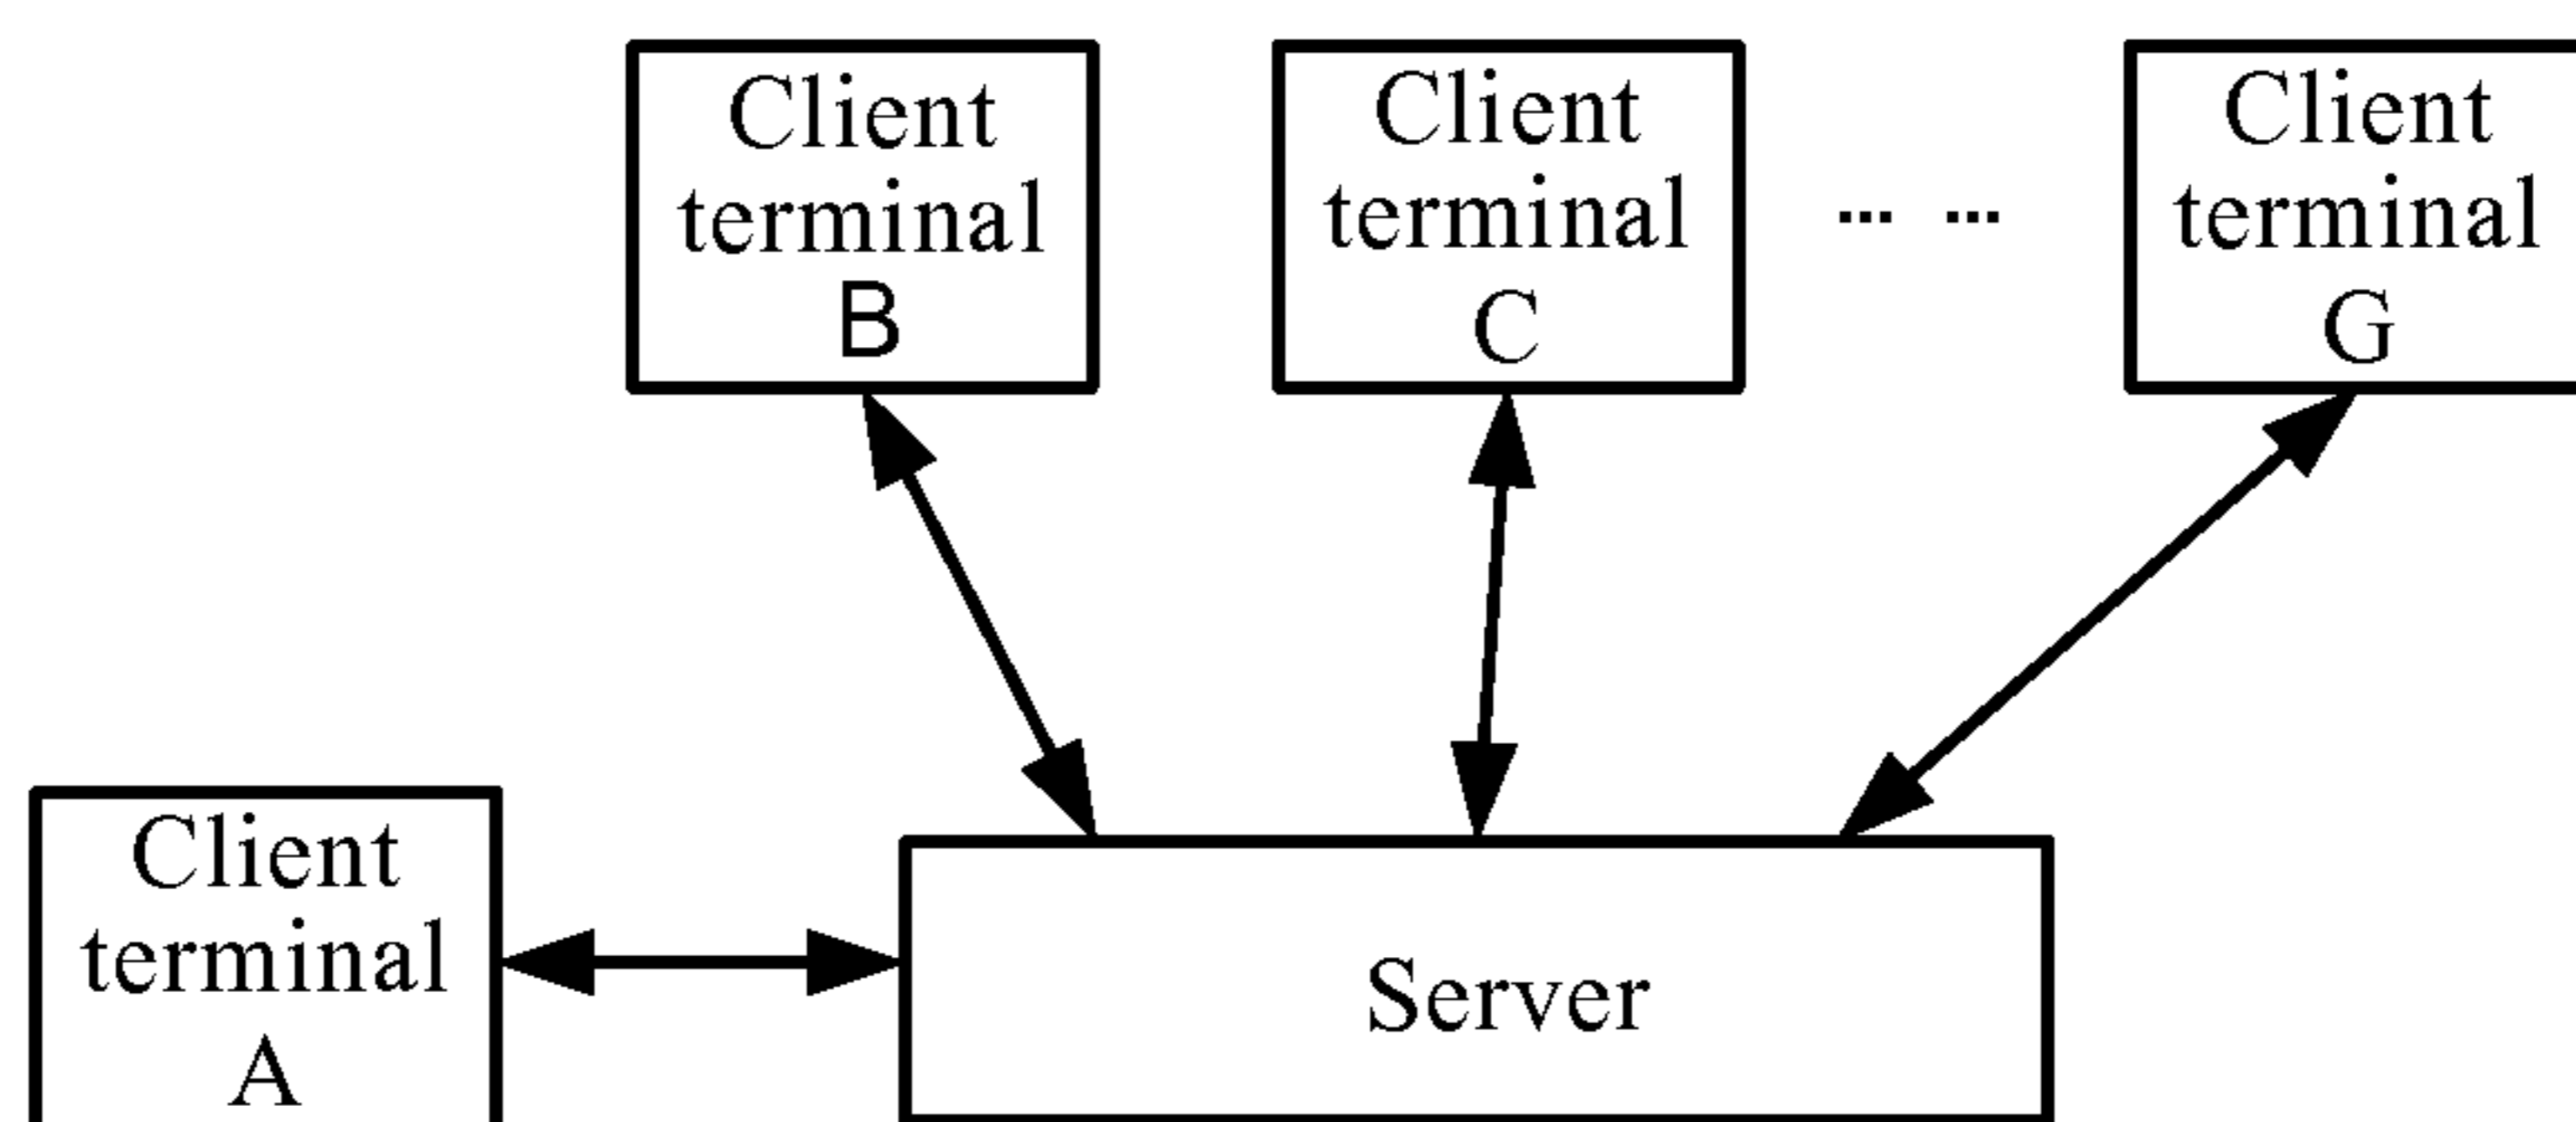 Client
terminal
B
Client
terminal
C
... ...
Client
terminal
G
Client
terminal
A
Server